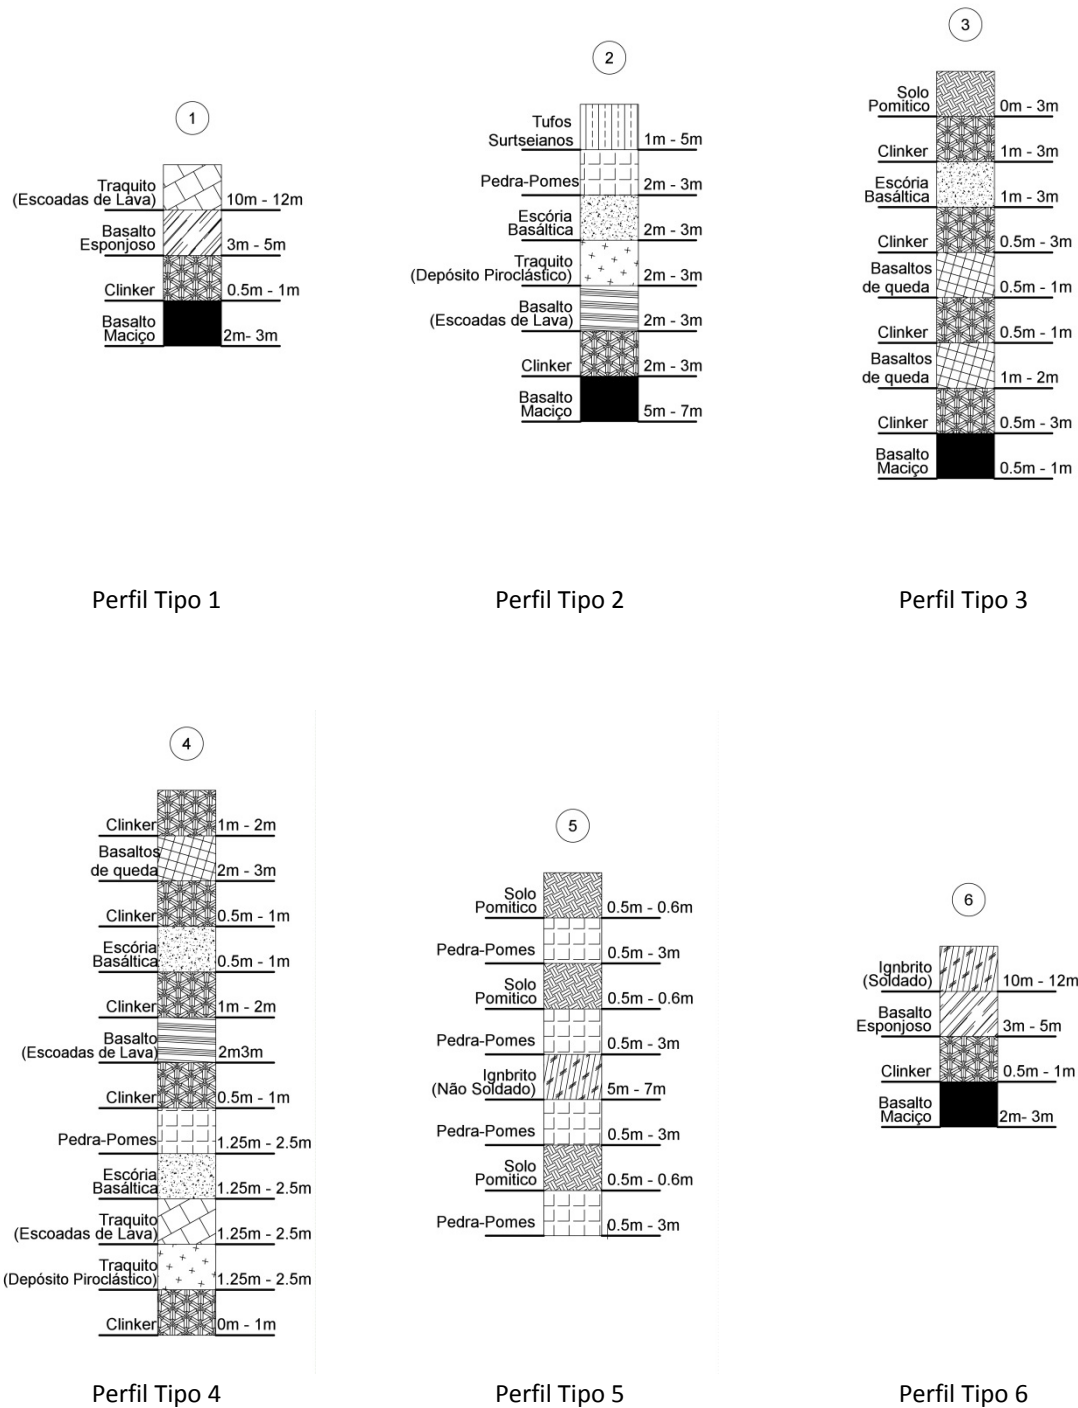 1
Traquito
(Escoadas de Lava)
10m - 12m
Basalto
Esponjoso
3m - 5m
Clinker
0.5m - 1m
Basalto
Maciço
2m- 3m
Perfil Tipo 1
2
Tufos
Surtseianos
1m - 5m
Pedra-Pomes
2m - 3m
Escória
Basáltica
2m - 3m
Traquito
(Depósito Piroclástico)
2m - 3m
Basalto
(Escoadas de Lava)
2m - 3m
Clinker
2m - 3m
Basalto
Maciço
5m - 7m
Perfil Tipo 2
3
Solo
Pomitico
0m - 3m
Clinker
1m - 3m
Escória
Basáltica
1m - 3m
Clinker
0.5m - 3m
Basaltos
de queda
0.5m - 1m
Clinker
0.5m - 1m
Basaltos
de queda
1m - 2m
Clinker
0.5m - 3m
Basalto
Maciço
0.5m - 1m
Perfil Tipo 3
4
Clinker
1m - 2m
Basaltos
de queda
2m - 3m
Clinker
0.5m - 1m
Escória
Basáltica
0.5m - 1m
Clinker
1m - 2m
Basalto
(Escoadas de Lava)
2m3m
Clinker
0.5m - 1m
Pedra-Pomes
1.25m - 2.5m
Escória
Basáltica
1.25m - 2.5m
Traquito
(Escoadas de Lava)
1.25m - 2.5m
Traquito
(Depósito Piroclástico)
1.25m - 2.5m
Clinker
0m - 1m
Perfil Tipo 4
5
Solo
Pomitico
0.5m - 0.6m
Pedra-Pomes
0.5m - 3m
Solo
Pomitico
0.5m - 0.6m
Pedra-Pomes
0.5m - 3m
Ignbrito
(Não Soldado)
5m - 7m
Pedra-Pomes
0.5m - 3m
Solo
Pomitico
0.5m - 0.6m
Pedra-Pomes
0.5m - 3m
Perfil Tipo 5
6
Ignbrito
(Soldado)
10m - 12m
Basalto
Esponjoso
3m - 5m
Clinker
0.5m - 1m
Basalto
Maciço
2m- 3m
Perfil Tipo 6